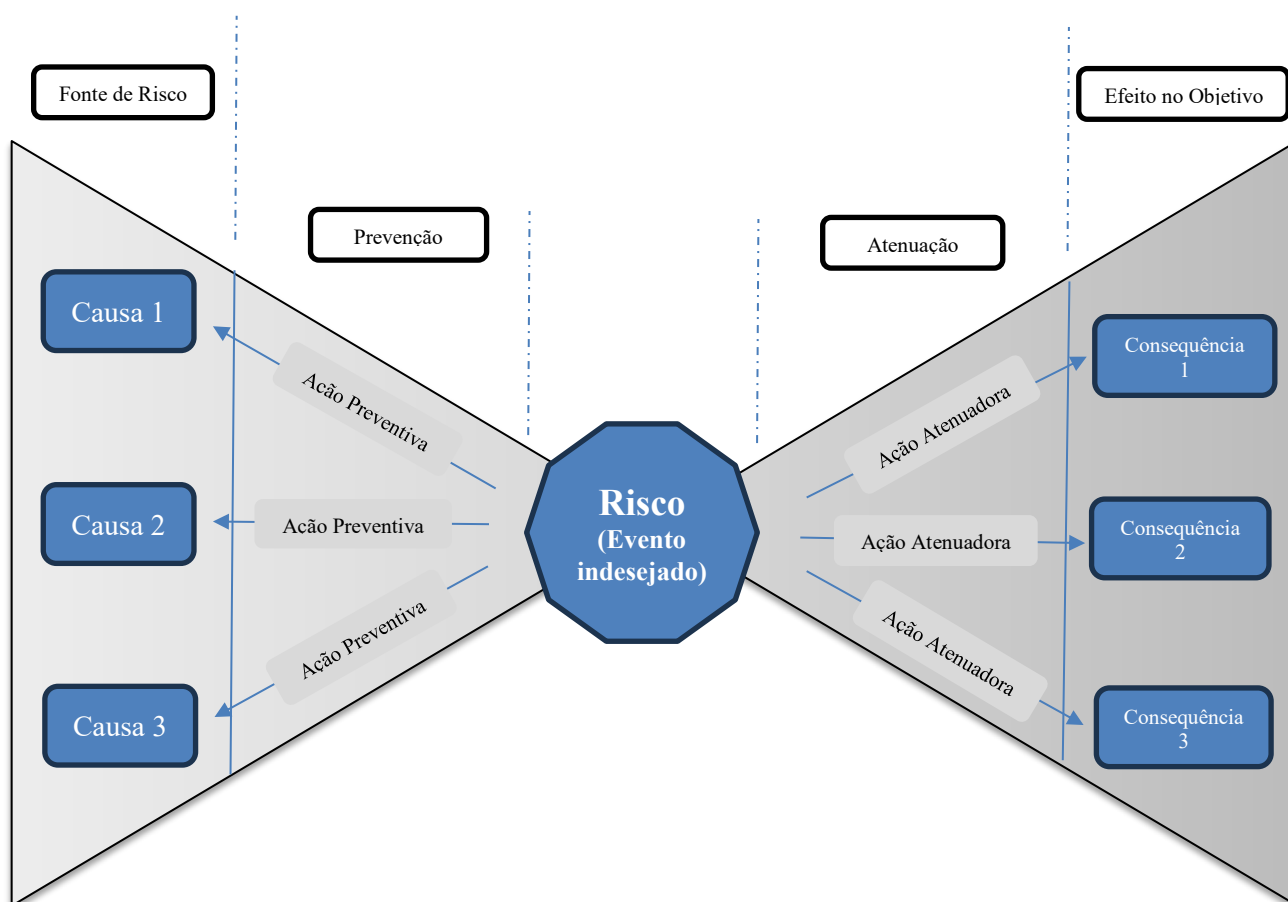 Fonte de Risco
Efeito no Objetivo
Prevenção
Atenuação
Causa 1
Ação Preventiva
Causa 2
Ação Preventiva
Causa 3
Ação Preventiva
Risco
(Evento
indesejado)
Ação Atenuadora
Consequência
1
Ação Atenuadora
Consequência
2
Ação Atenuadora
Consequência
3